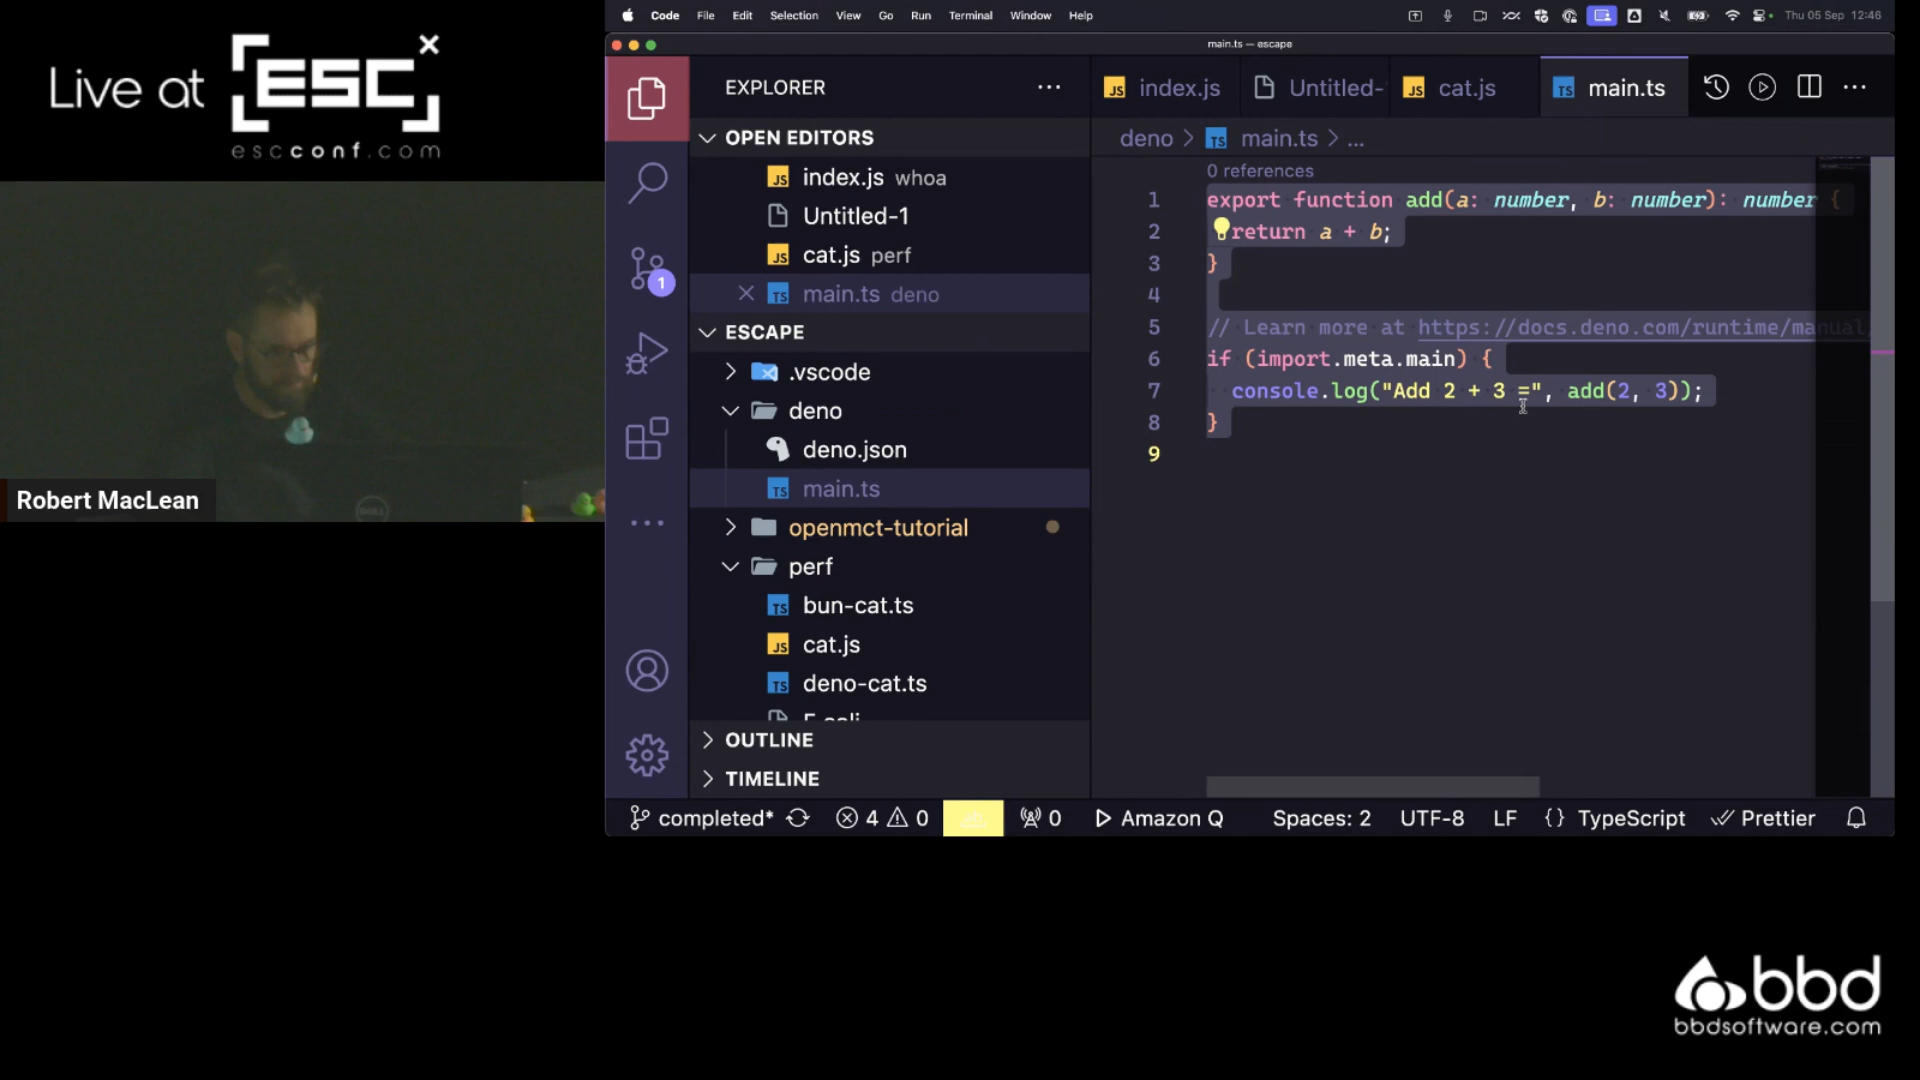 Live at [ESC]×
escconf.com
Robert MacLean
Code File Edit Selection View Go Run Terminal Window Help
Thu 05 Sep 12:46
main.ts — escape
EXPLORER
index.js
Untitled-
cat.js
main.ts
OPEN EDITORS
index.js whoa
Untitled-1
cat.js perf
main.ts deno
ESCAPE
.vscode
deno
deno.json
main.ts
openmct-tutorial
perf
bun-cat.ts
cat.js
deno-cat.ts
OUTLINE
TIMELINE
deno > main.ts > ...
0 references
1 export function add(a: number, b: number): number {
2 return a + b;
3 }
4
5 // Learn more at https://docs.deno.com/runtime/manual
6 if (import.meta.main) {
7 console.log("Add 2 + 3 =", add(2, 3));
8 }
9
1
completed* 4 0 0 Amazon Q Spaces: 2 UTF-8 LF {} TypeScript Prettier
DELL
bbd
bbdsoftware.com